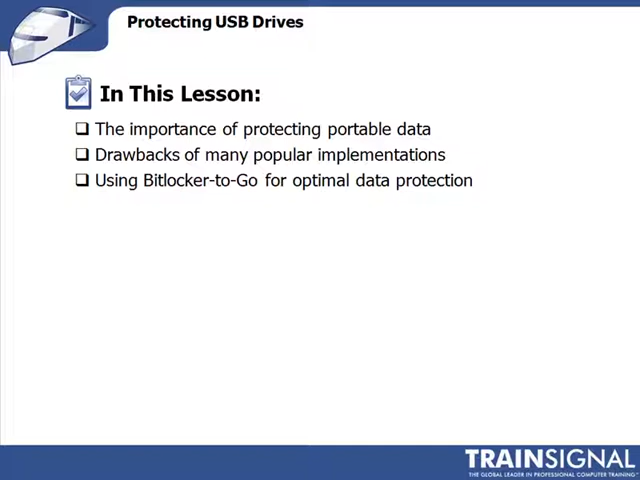 Protecting USB Drives
In This Lesson:
The importance of protecting portable data
Drawbacks of many popular implementations
Using Bitlocker-to-Go for optimal data protection
TRAINSIGNAL
THE GLOBAL LEADER IN PROFESSIONAL COMPUTER TRAINING